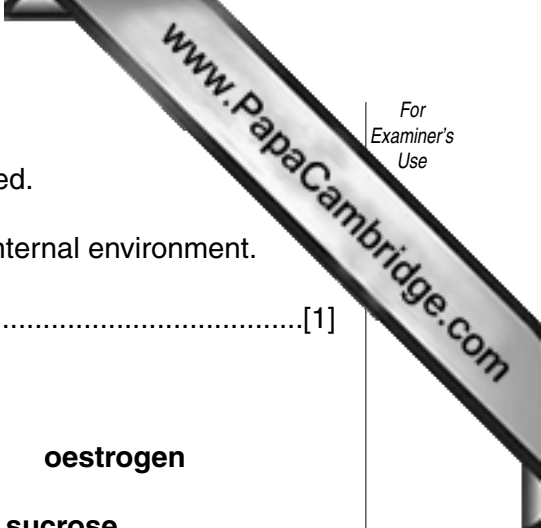 www.PapaCambridge.com
For
Examiner's
Use
ed.
nternal environment.
....................................[1]
oestrogen
sucrose